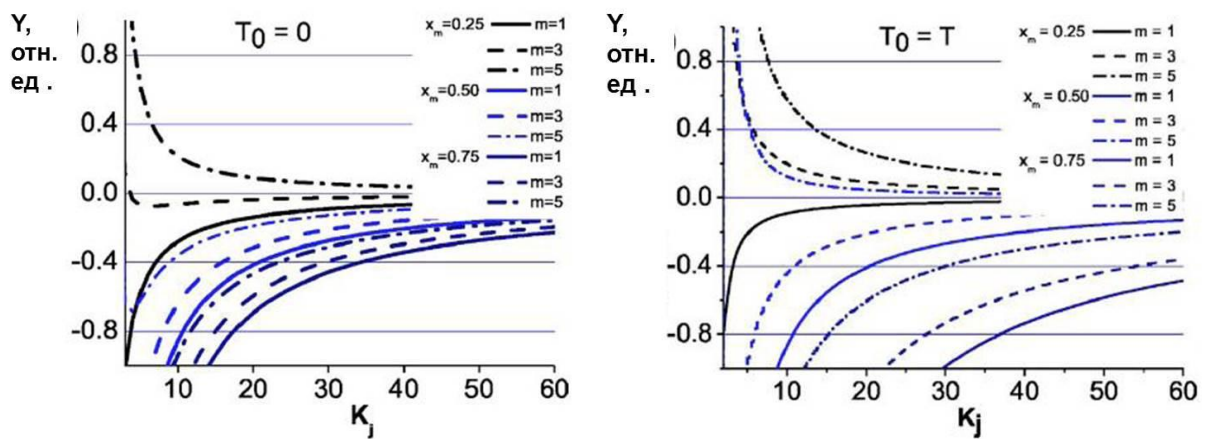 Y,
отн.
ед .
T0 = 0
xm=0.25 m=1
m=3
m=5
xm=0.50 m=1
m=3
m=5
xm=0.75 m=1
m=3
m=5
0.8
0.4
0.0
-0.4
-0.8
10 20 30 40 50 60
Kj
Y,
отн.
ед .
T0 = T
xm = 0.25 m = 1
m = 3
m = 5
xm = 0.50 m = 1
m = 3
m = 5
xm = 0.75 m = 1
m = 3
m = 5
0.8
0.4
0.0
-0.4
-0.8
10 20 30 40 50 60
Kj